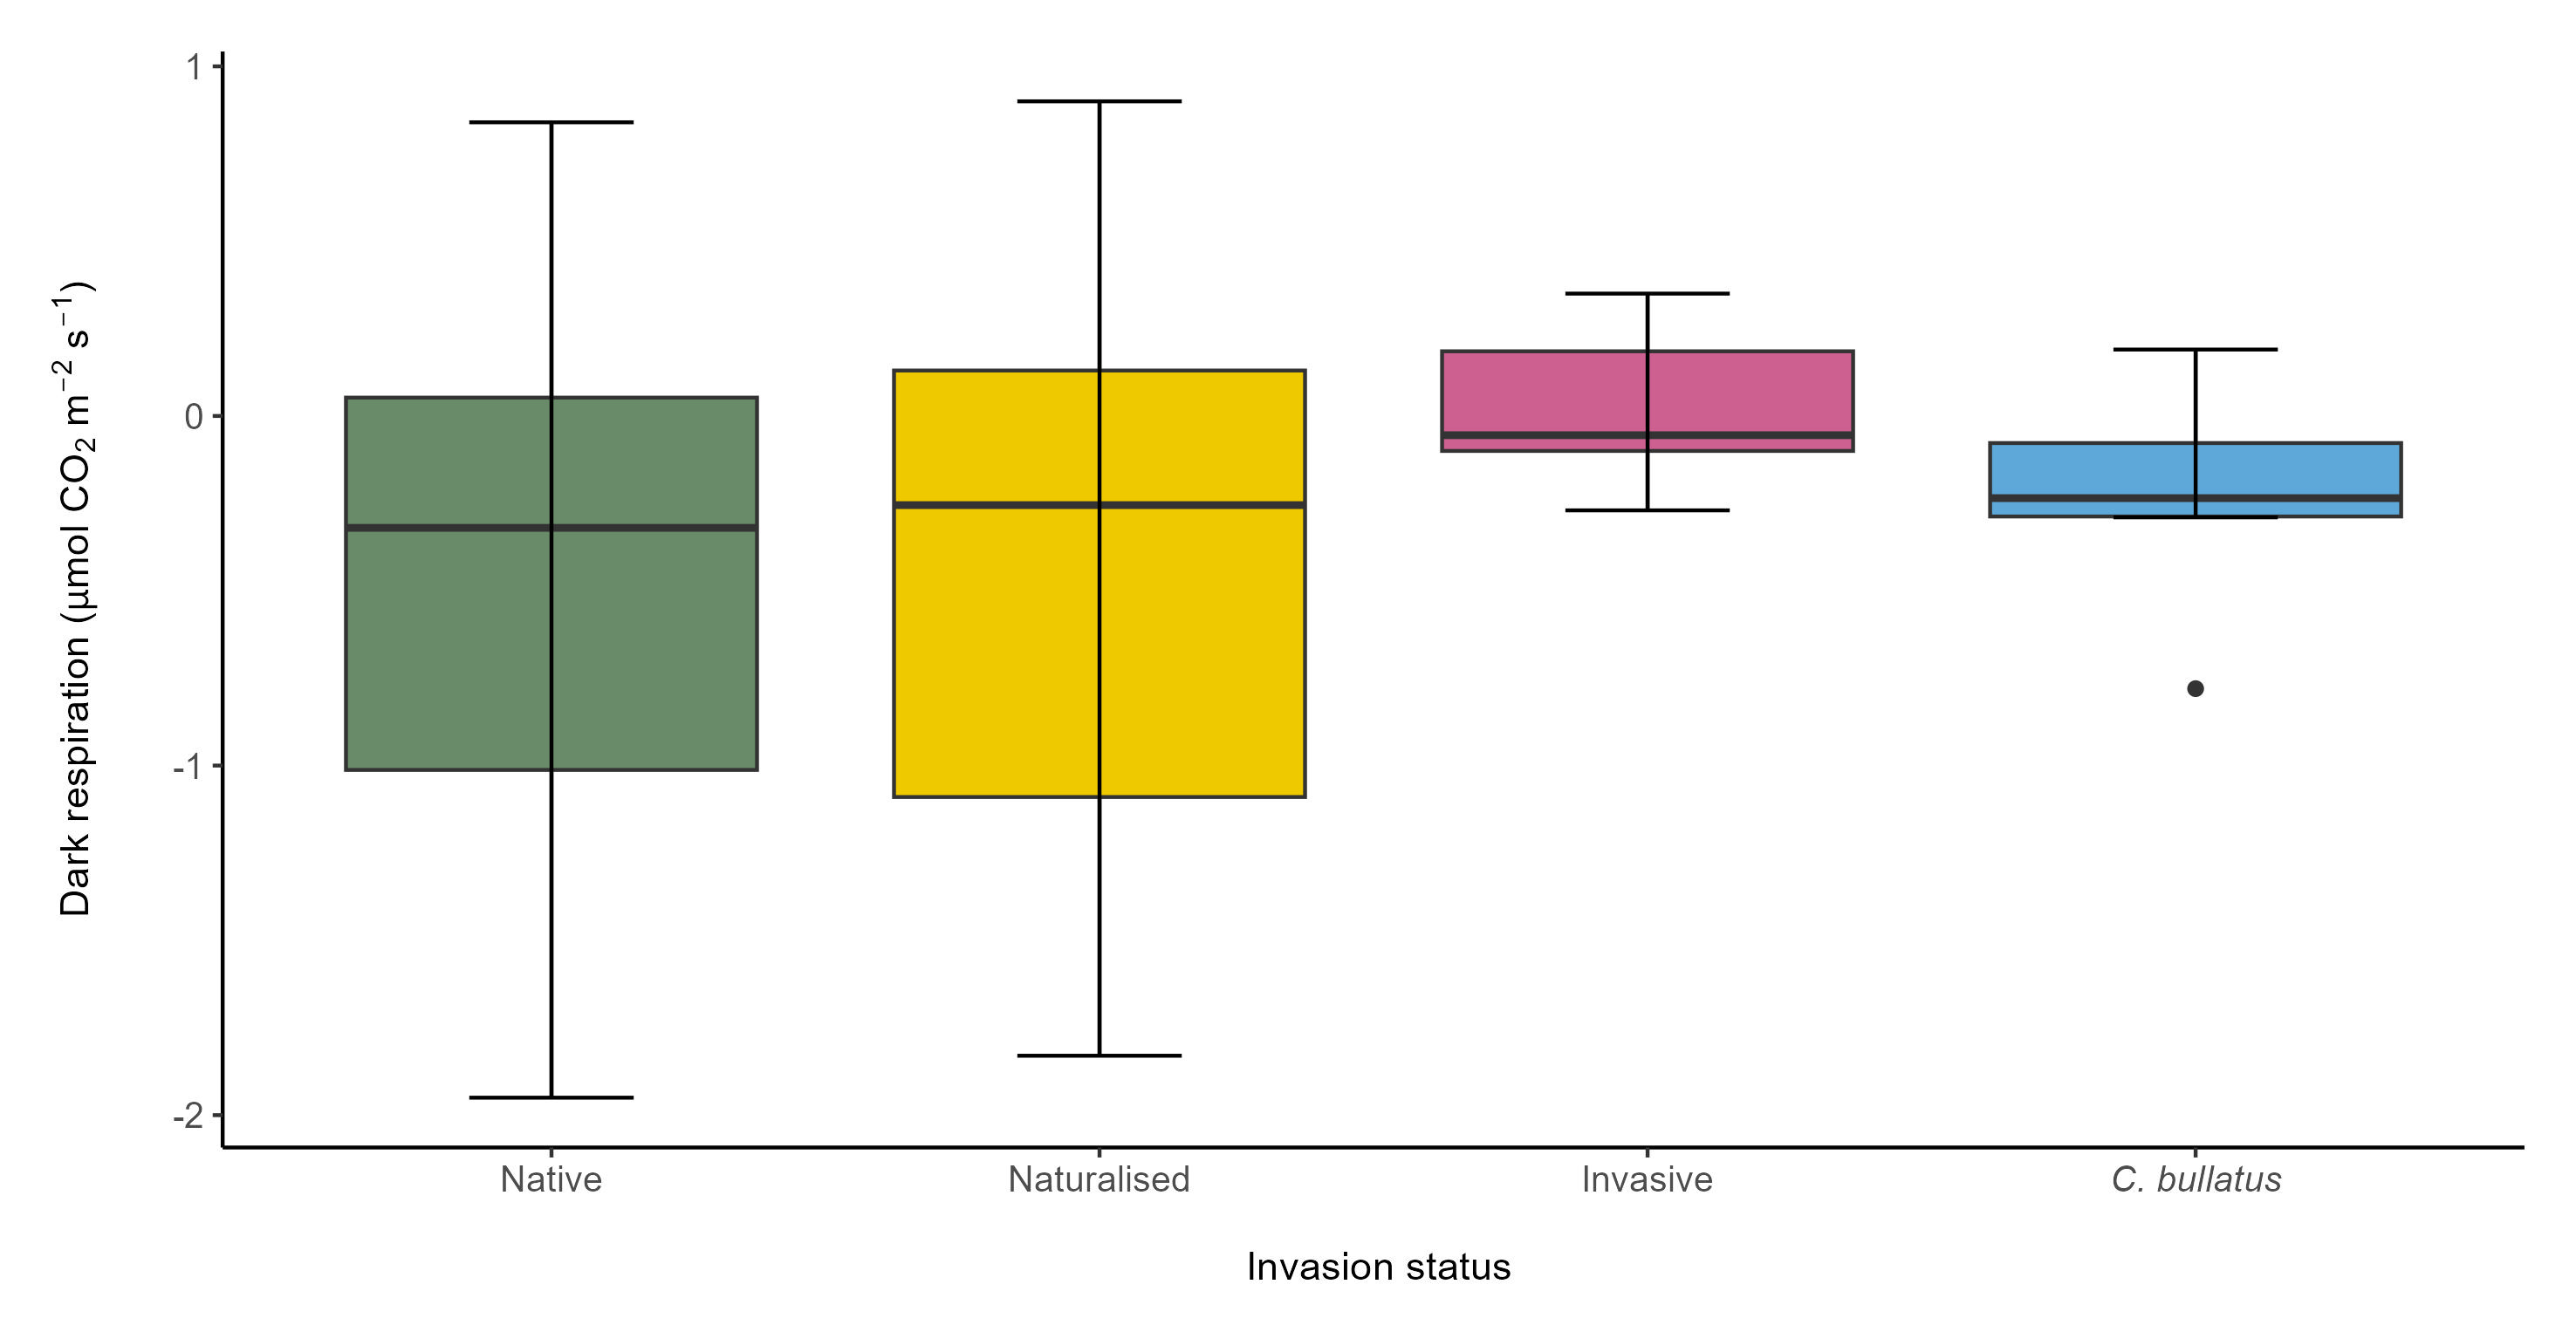 1
0
-1
-2
Dark respiration (µmol CO₂ m⁻² s⁻¹)
Native
Naturalised
Invasive
C. bullatus
Invasion status